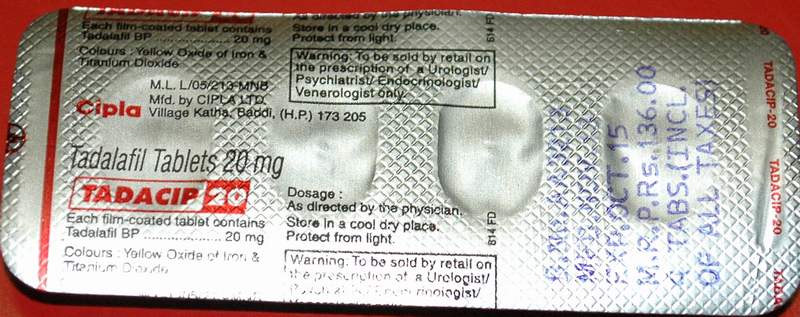 As directed by the physician.
Each film-coated tablet contains
Tadalafil BP .................... 20 mg
Colours : Yellow Oxide of Iron &
Titanium Dioxide
Store in a cool dry place.
Protect from light.
814 FD
Warning: To be sold by retail on
the prescription of a Urologist/
Psychiatrist/ Endocrinologist/
Venerologist only.
M.L. L/05/213-MNB
Mfd. by CIPLA LTD.
Village Katha, Baddi, (H.P.) 173 205
Cipla
Tadalafil Tablets 20 mg
TADACIP 20
Each film-coated tablet contains
Tadalafil BP .................... 20 mg
Colours : Yellow Oxide of Iron &
Titanium Dioxide
Dosage :
As directed by the physician.
Store in a cool dry place.
Protect from light.
814 FD
Warning: To be sold by retail on
the prescription of a Urologist/
EXP.OCT.15
M.R.P.Rs.136.00
4 TABS.(INCL.
OF ALL TAXES)
TADACIP-20
TADACIP-20
TADA